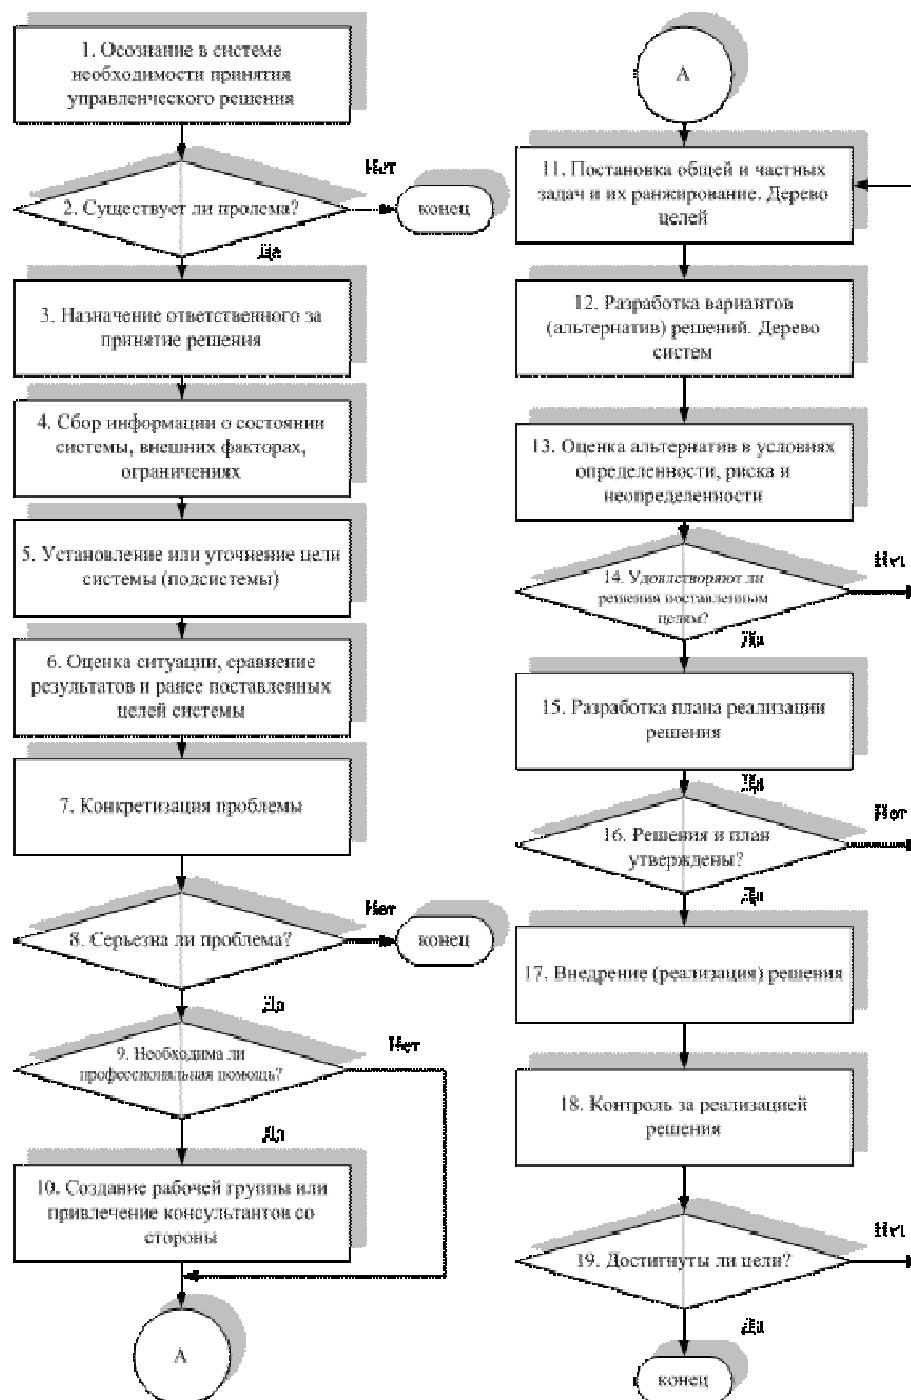 1. Осознание в системе
необходимости принятия
управленческого решения
2. Существует ли пролема?
Нет
конец
Да
3. Назначение ответственного за
принятие решения
4. Сбор информации о состоянии
системы, внешних факторах,
ограничениях
5. Установление или уточнение цели
системы (подсистемы)
6. Оценка ситуации, сравнение
результатов и ранее поставленных
целей системы
7. Конкретизация проблемы
8. Серьезна ли проблема?
Нет
конец
Да
9. Необходима ли
профессиональная помощь?
Нет
Да
10. Создание рабочей группы или
привлечение консультантов со
стороны
А
А
11. Постановка общей и частных
задач и их ранжирование. Дерево
целей
12. Разработка вариантов
(альтернатив) решений. Дерево
систем
13. Оценка альтернатив в условиях
определенности, риска и
неопределенности
14. Удовлетворяют ли
решения поставленным
целям?
Нет
Да
15. Разработка плана реализации
решения
Да
16. Решения и план
утверждены?
Нет
Да
17. Внедрение (реализация) решения
18. Контроль за реализацией
решения
19. Достигнуты ли цели?
Нет
Да
конец